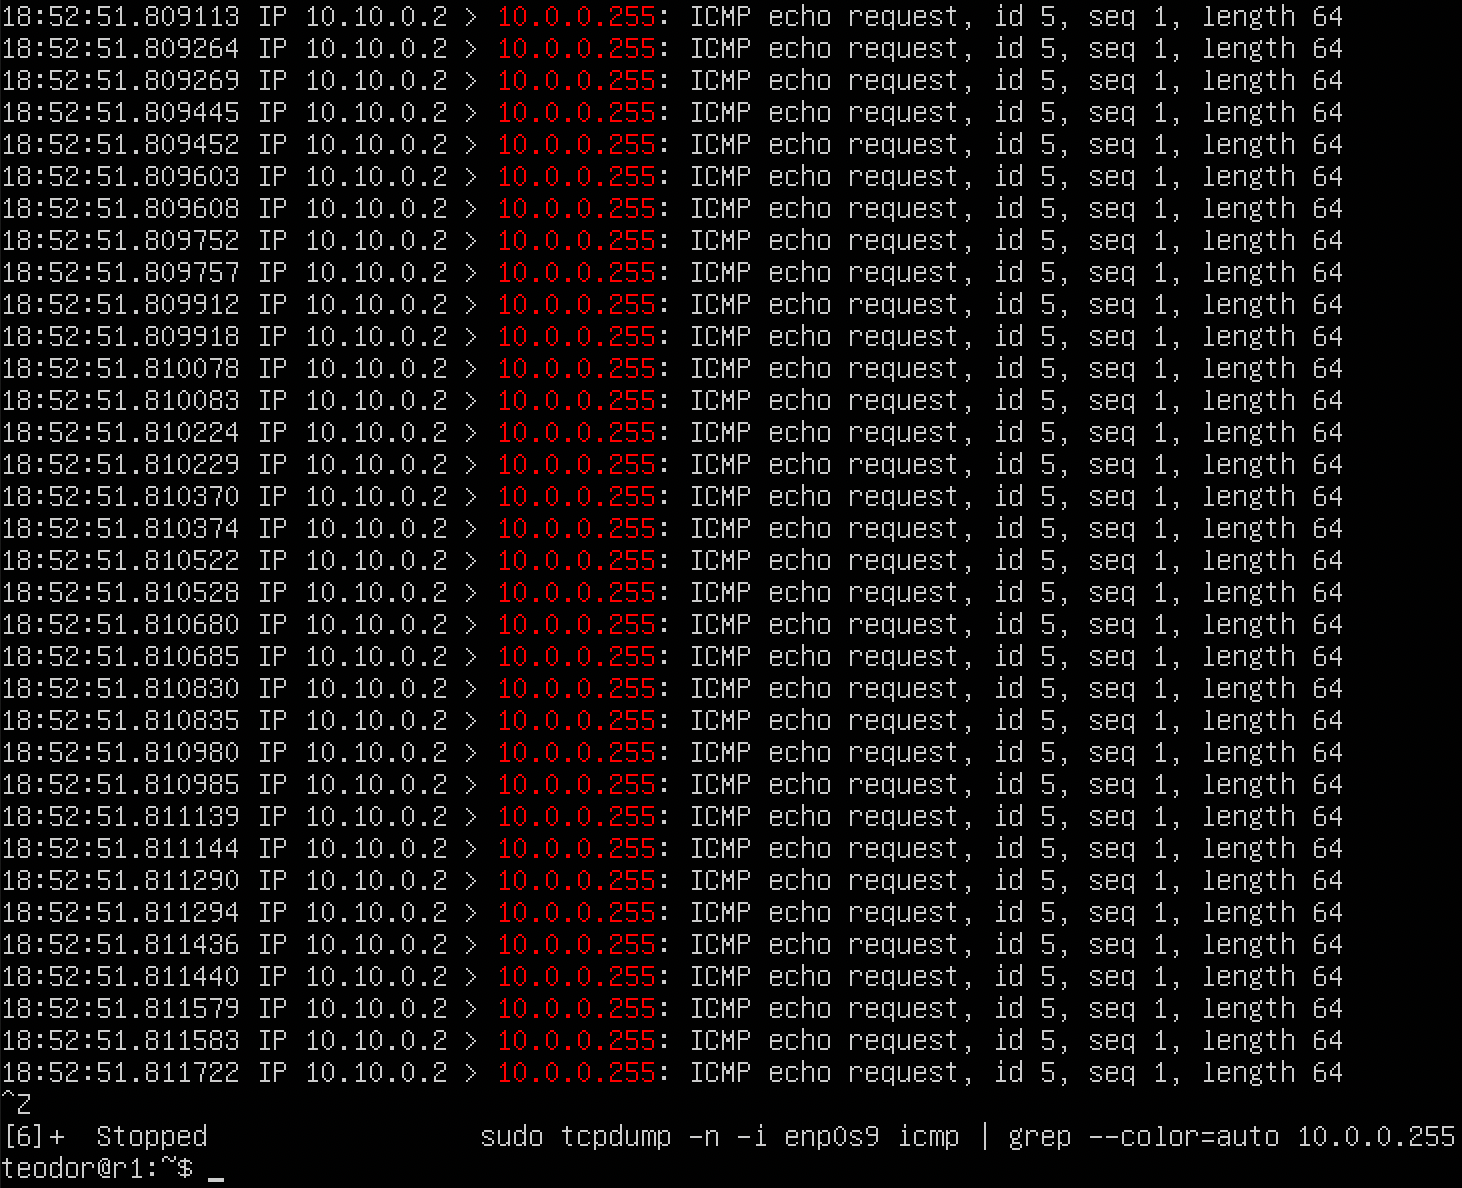 18:52:51.809113 IP 10.10.0.2 > 10.0.0.255: ICMP echo request, id 5, seq 1, length 64
18:52:51.809264 IP 10.10.0.2 > 10.0.0.255: ICMP echo request, id 5, seq 1, length 64
18:52:51.809269 IP 10.10.0.2 > 10.0.0.255: ICMP echo request, id 5, seq 1, length 64
18:52:51.809445 IP 10.10.0.2 > 10.0.0.255: ICMP echo request, id 5, seq 1, length 64
18:52:51.809452 IP 10.10.0.2 > 10.0.0.255: ICMP echo request, id 5, seq 1, length 64
18:52:51.809603 IP 10.10.0.2 > 10.0.0.255: ICMP echo request, id 5, seq 1, length 64
18:52:51.809608 IP 10.10.0.2 > 10.0.0.255: ICMP echo request, id 5, seq 1, length 64
18:52:51.809752 IP 10.10.0.2 > 10.0.0.255: ICMP echo request, id 5, seq 1, length 64
18:52:51.809757 IP 10.10.0.2 > 10.0.0.255: ICMP echo request, id 5, seq 1, length 64
18:52:51.809912 IP 10.10.0.2 > 10.0.0.255: ICMP echo request, id 5, seq 1, length 64
18:52:51.809918 IP 10.10.0.2 > 10.0.0.255: ICMP echo request, id 5, seq 1, length 64
18:52:51.810078 IP 10.10.0.2 > 10.0.0.255: ICMP echo request, id 5, seq 1, length 64
18:52:51.810083 IP 10.10.0.2 > 10.0.0.255: ICMP echo request, id 5, seq 1, length 64
18:52:51.810224 IP 10.10.0.2 > 10.0.0.255: ICMP echo request, id 5, seq 1, length 64
18:52:51.810229 IP 10.10.0.2 > 10.0.0.255: ICMP echo request, id 5, seq 1, length 64
18:52:51.810370 IP 10.10.0.2 > 10.0.0.255: ICMP echo request, id 5, seq 1, length 64
18:52:51.810374 IP 10.10.0.2 > 10.0.0.255: ICMP echo request, id 5, seq 1, length 64
18:52:51.810522 IP 10.10.0.2 > 10.0.0.255: ICMP echo request, id 5, seq 1, length 64
18:52:51.810528 IP 10.10.0.2 > 10.0.0.255: ICMP echo request, id 5, seq 1, length 64
18:52:51.810680 IP 10.10.0.2 > 10.0.0.255: ICMP echo request, id 5, seq 1, length 64
18:52:51.810685 IP 10.10.0.2 > 10.0.0.255: ICMP echo request, id 5, seq 1, length 64
18:52:51.810830 IP 10.10.0.2 > 10.0.0.255: ICMP echo request, id 5, seq 1, length 64
18:52:51.810835 IP 10.10.0.2 > 10.0.0.255: ICMP echo request, id 5, seq 1, length 64
18:52:51.810980 IP 10.10.0.2 > 10.0.0.255: ICMP echo request, id 5, seq 1, length 64
18:52:51.810985 IP 10.10.0.2 > 10.0.0.255: ICMP echo request, id 5, seq 1, length 64
18:52:51.811139 IP 10.10.0.2 > 10.0.0.255: ICMP echo request, id 5, seq 1, length 64
18:52:51.811144 IP 10.10.0.2 > 10.0.0.255: ICMP echo request, id 5, seq 1, length 64
18:52:51.811290 IP 10.10.0.2 > 10.0.0.255: ICMP echo request, id 5, seq 1, length 64
18:52:51.811294 IP 10.10.0.2 > 10.0.0.255: ICMP echo request, id 5, seq 1, length 64
18:52:51.811436 IP 10.10.0.2 > 10.0.0.255: ICMP echo request, id 5, seq 1, length 64
18:52:51.811440 IP 10.10.0.2 > 10.0.0.255: ICMP echo request, id 5, seq 1, length 64
18:52:51.811579 IP 10.10.0.2 > 10.0.0.255: ICMP echo request, id 5, seq 1, length 64
18:52:51.811583 IP 10.10.0.2 > 10.0.0.255: ICMP echo request, id 5, seq 1, length 64
18:52:51.811722 IP 10.10.0.2 > 10.0.0.255: ICMP echo request, id 5, seq 1, length 64
^Z
[6]+  Stopped                 sudo tcpdump -n -i enp0s9 icmp | grep --color=auto 10.0.0.255
teodor@r1:~$ _